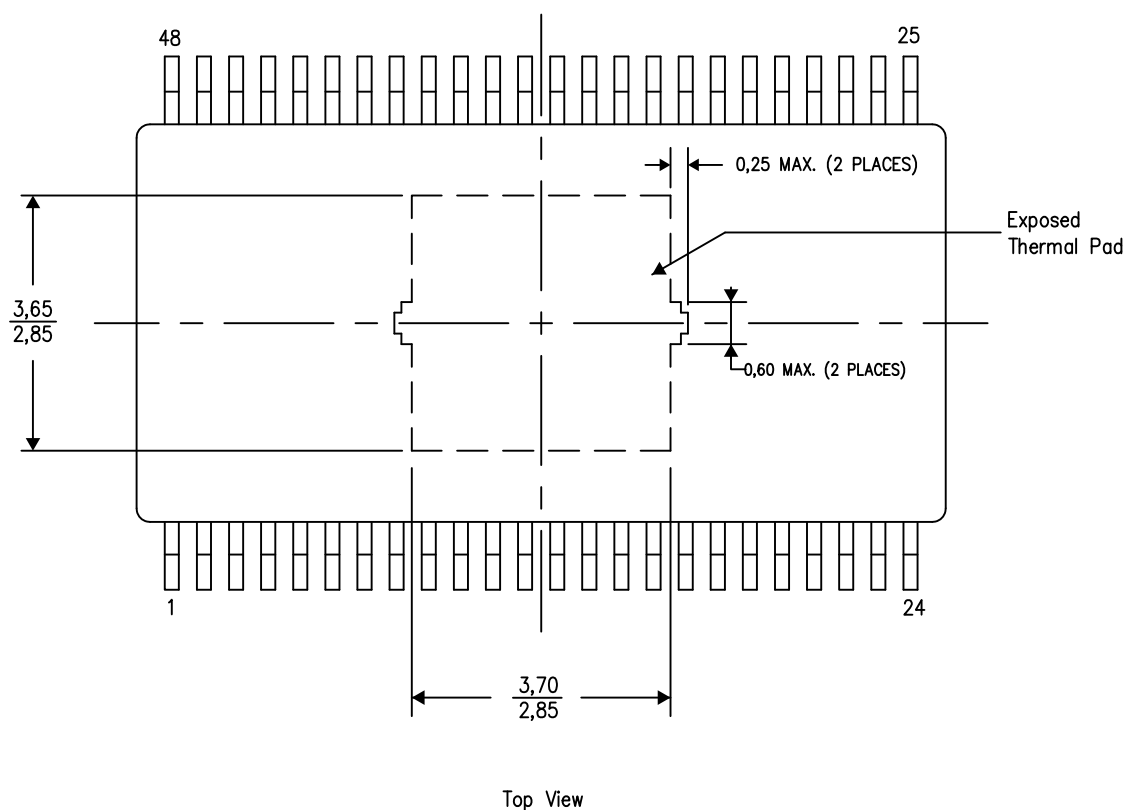 48
25
0,25 MAX. (2 PLACES)
Exposed
Thermal Pad
3,65
2,85
0,60 MAX. (2 PLACES)
1
24
3,70
2,85
Top View